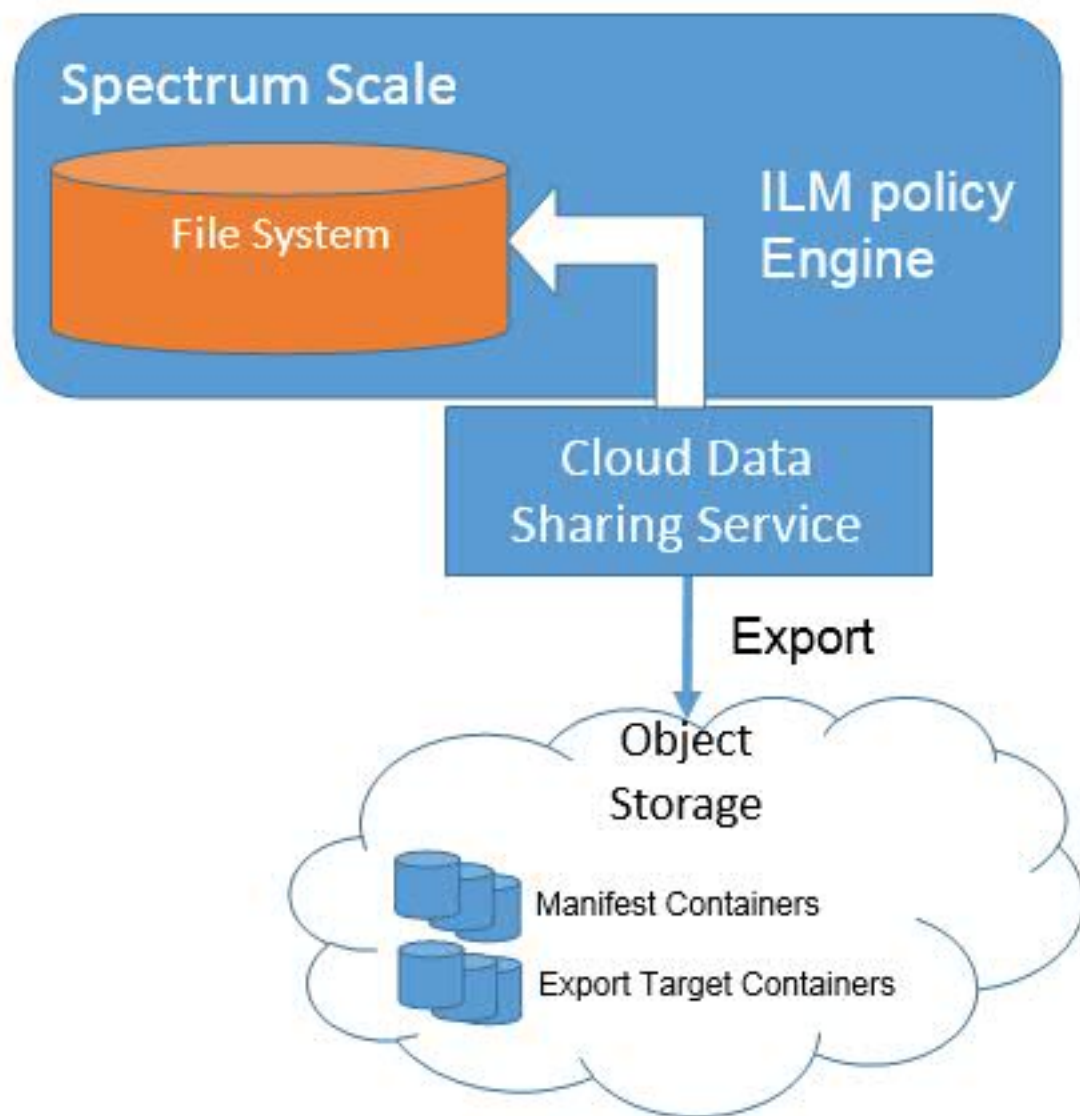 Spectrum Scale
File System
ILM policy
Engine
Cloud Data
Sharing Service
Export
Object
Storage
Manifest Containers
Export Target Containers